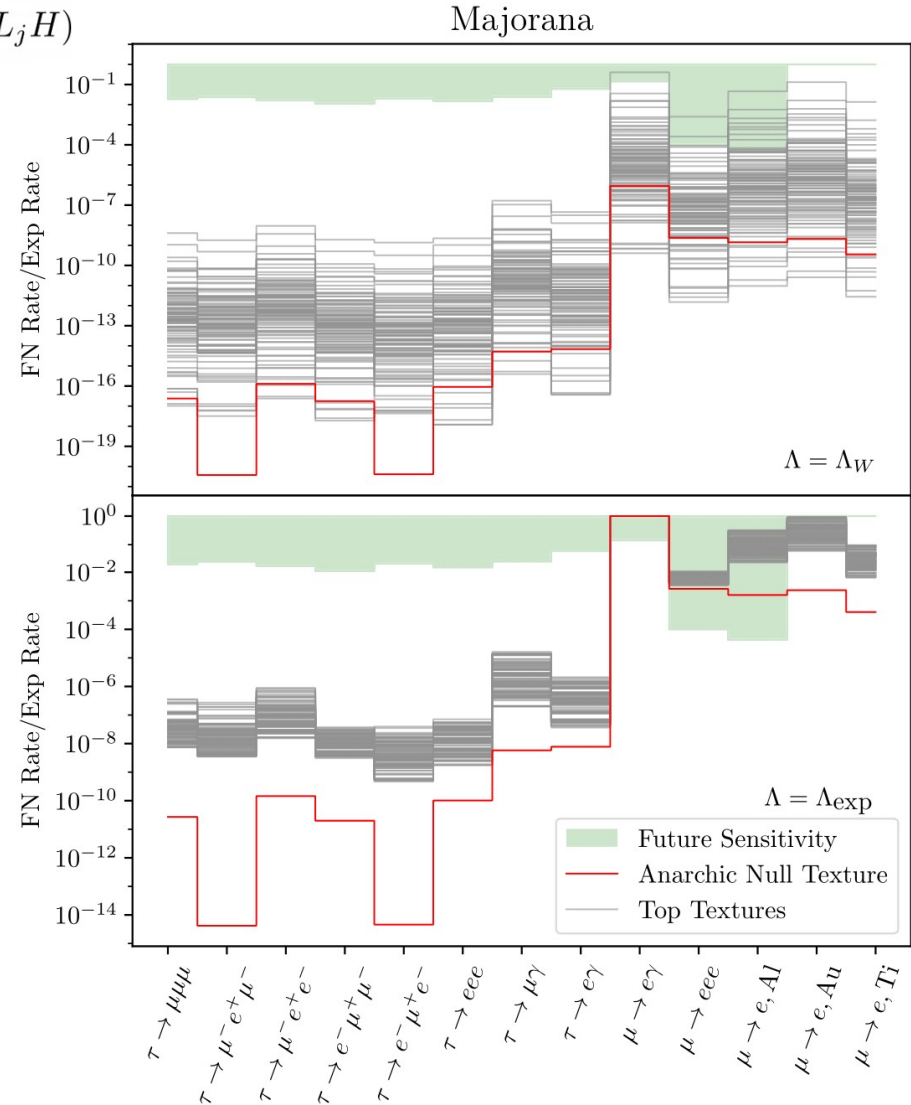 L_jH)
Majorana
FN Rate/Exp Rate
10^{-1}
10^{-4}
10^{-7}
10^{-10}
10^{-13}
10^{-16}
10^{-19}
Λ = Λ_W
FN Rate/Exp Rate
10^0
10^{-2}
10^{-4}
10^{-6}
10^{-8}
10^{-10}
10^{-12}
10^{-14}
Λ = Λ_exp
Future Sensitivity
Anarchic Null Texture
Top Textures
τ → μμμ
τ → μ⁻e⁺μ⁻
τ → μ⁻e⁺e⁻
τ → e⁻μ⁺μ⁻
τ → e⁻μ⁺e⁻
τ → eee
τ → μγ
τ → eγ
μ → eγ
μ → eee
μ → e, Al
μ → e, Au
μ → e, Ti